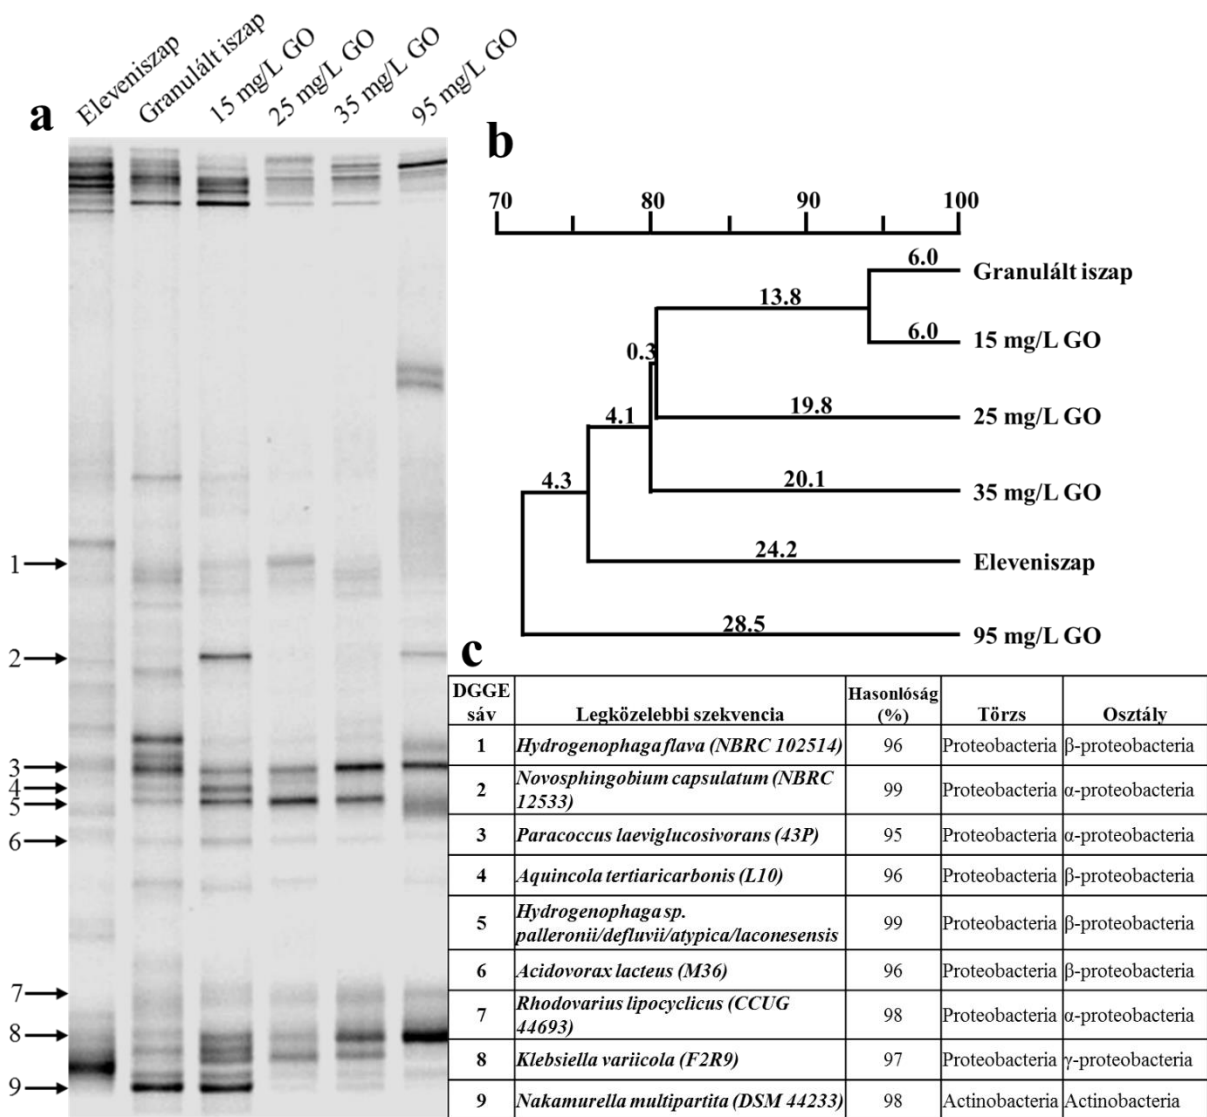 a
Eleveniszap
Granulált iszap
15 mg/L GO
25 mg/L GO
35 mg/L GO
95 mg/L GO
1
2
3
4
5
6
7
8
9
b
70 80 90 100
6.0
Granulált iszap
13.8
6.0
15 mg/L GO
0.3
19.8
25 mg/L GO
4.1
20.1
35 mg/L GO
4.3
24.2
Eleveniszap
28.5
95 mg/L GO
c
DGGE sáv Legközelebbi szekvencia Hasonlóság (%) Törzs Osztály
1 Hydrogenophaga flava (NBRC 102514) 96 Proteobacteria β-proteobacteria
2 Novosphingobium capsulatum (NBRC 12533) 99 Proteobacteria α-proteobacteria
3 Paracoccus laeviglucosivorans (43P) 95 Proteobacteria α-proteobacteria
4 Aquincola tertiaricarbonis (L10) 96 Proteobacteria β-proteobacteria
5 Hydrogenophaga sp. palleronii/defluvii/atypica/laconesensis 99 Proteobacteria β-proteobacteria
6 Acidovorax lacteus (M36) 96 Proteobacteria β-proteobacteria
7 Rhodovarius lipocyclicus (CCUG 44693) 98 Proteobacteria α-proteobacteria
8 Klebsiella variicola (F2R9) 97 Proteobacteria γ-proteobacteria
9 Nakamurella multipartita (DSM 44233) 98 Actinobacteria Actinobacteria